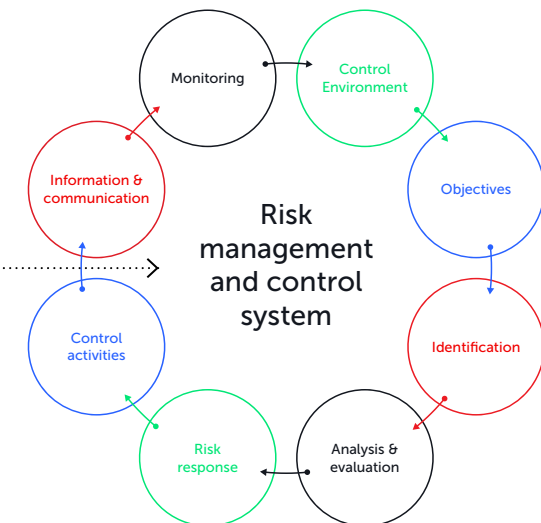 Monitoring
Control
Environment
Information &
communication
Objectives
Risk
management
and control
system
Control
activities
Identification
Risk
response
Analysis &
evaluation